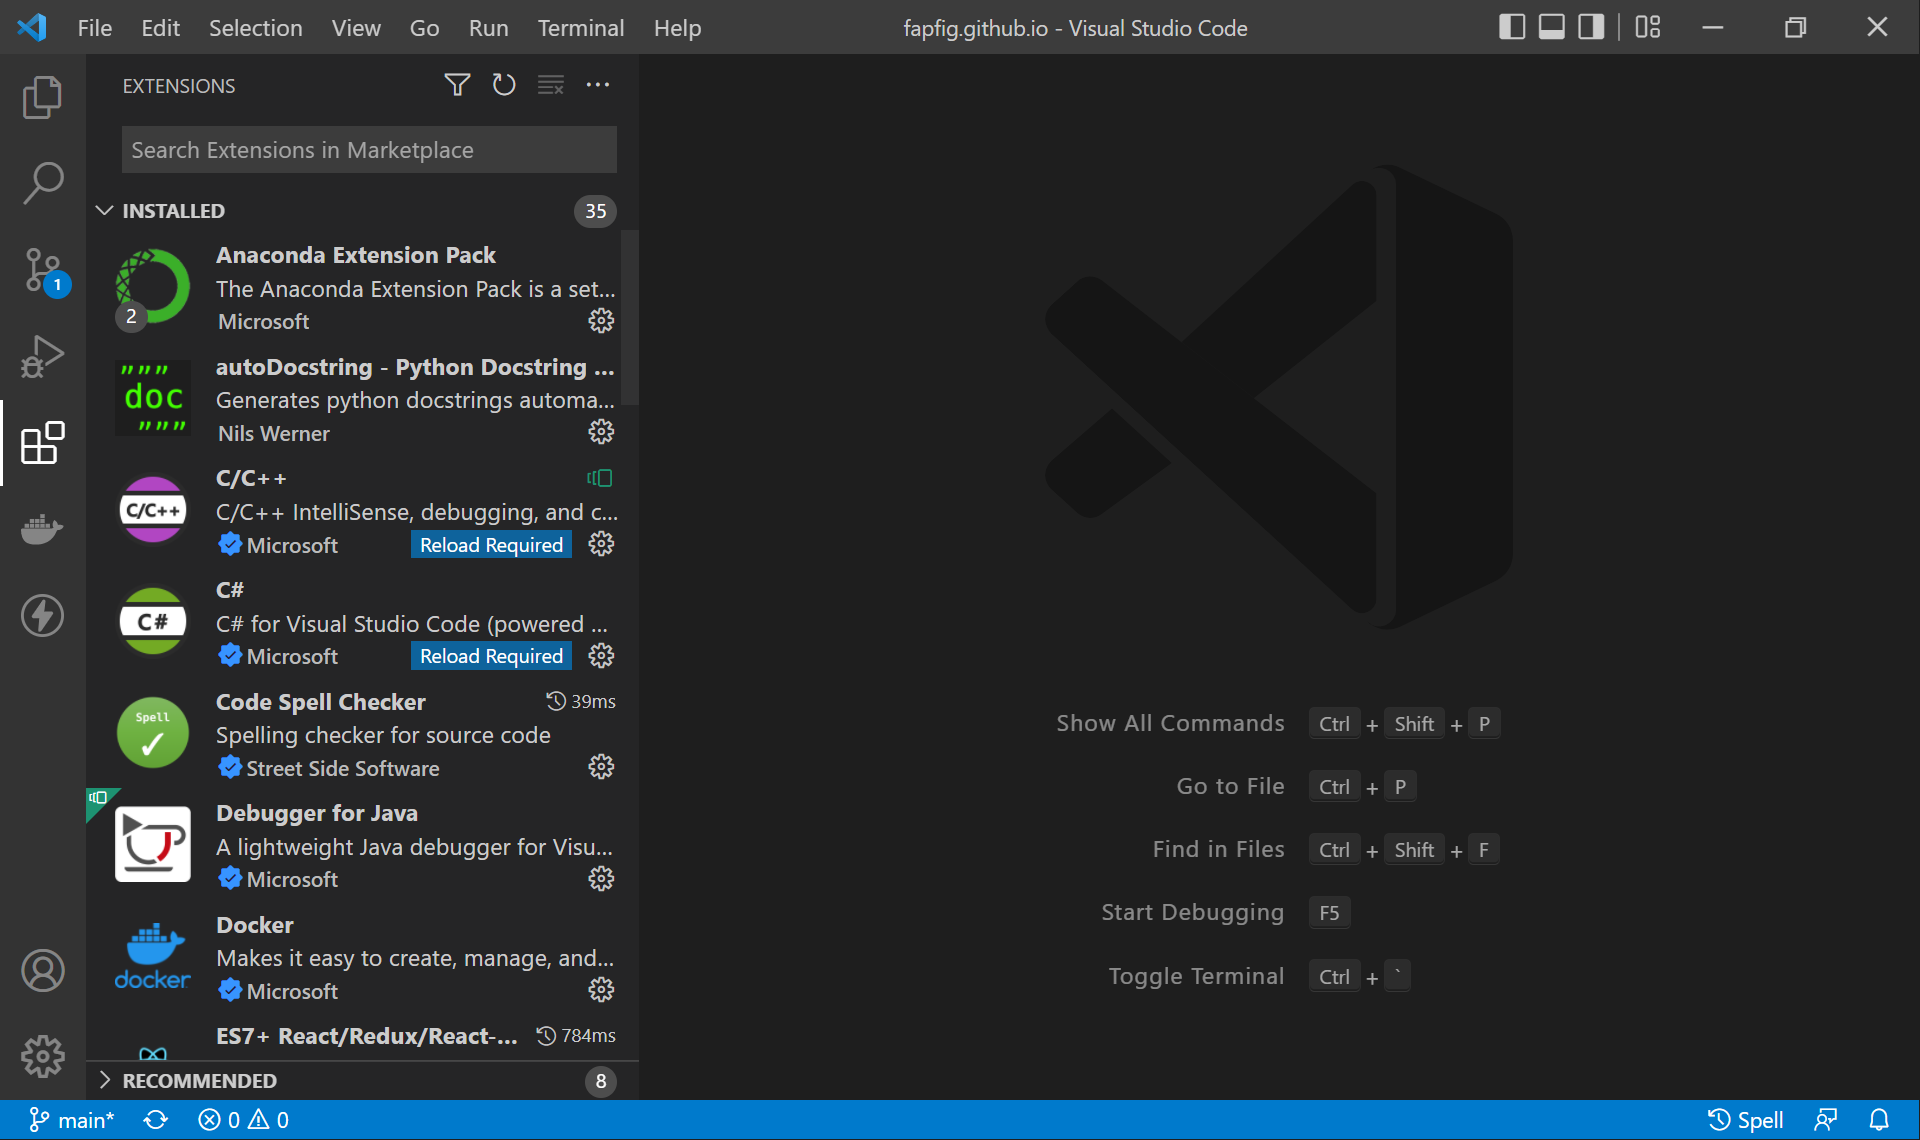 File Edit Selection View Go Run Terminal Help
fapfig.github.io - Visual Studio Code
EXTENSIONS
Search Extensions in Marketplace
INSTALLED 35
Anaconda Extension Pack
The Anaconda Extension Pack is a set...
2
Microsoft
1
""" doc """
autoDocstring - Python Docstring ...
Generates python docstrings automa...
Nils Werner
C/C++
C/C++
C/C++ IntelliSense, debugging, and c...
Microsoft Reload Required
C#
C#
C# for Visual Studio Code (powered ...
Microsoft Reload Required
Spell
Code Spell Checker 39ms
Spelling checker for source code
Street Side Software
Debugger for Java
A lightweight Java debugger for Visu...
Microsoft
docker
Docker
Makes it easy to create, manage, and...
Microsoft
ES7+ React/Redux/React-... 784ms
RECOMMENDED 8
Show All Commands Ctrl + Shift + P
Go to File Ctrl + P
Find in Files Ctrl + Shift + F
Start Debugging F5
Toggle Terminal Ctrl + `
main* 0 0 Spell